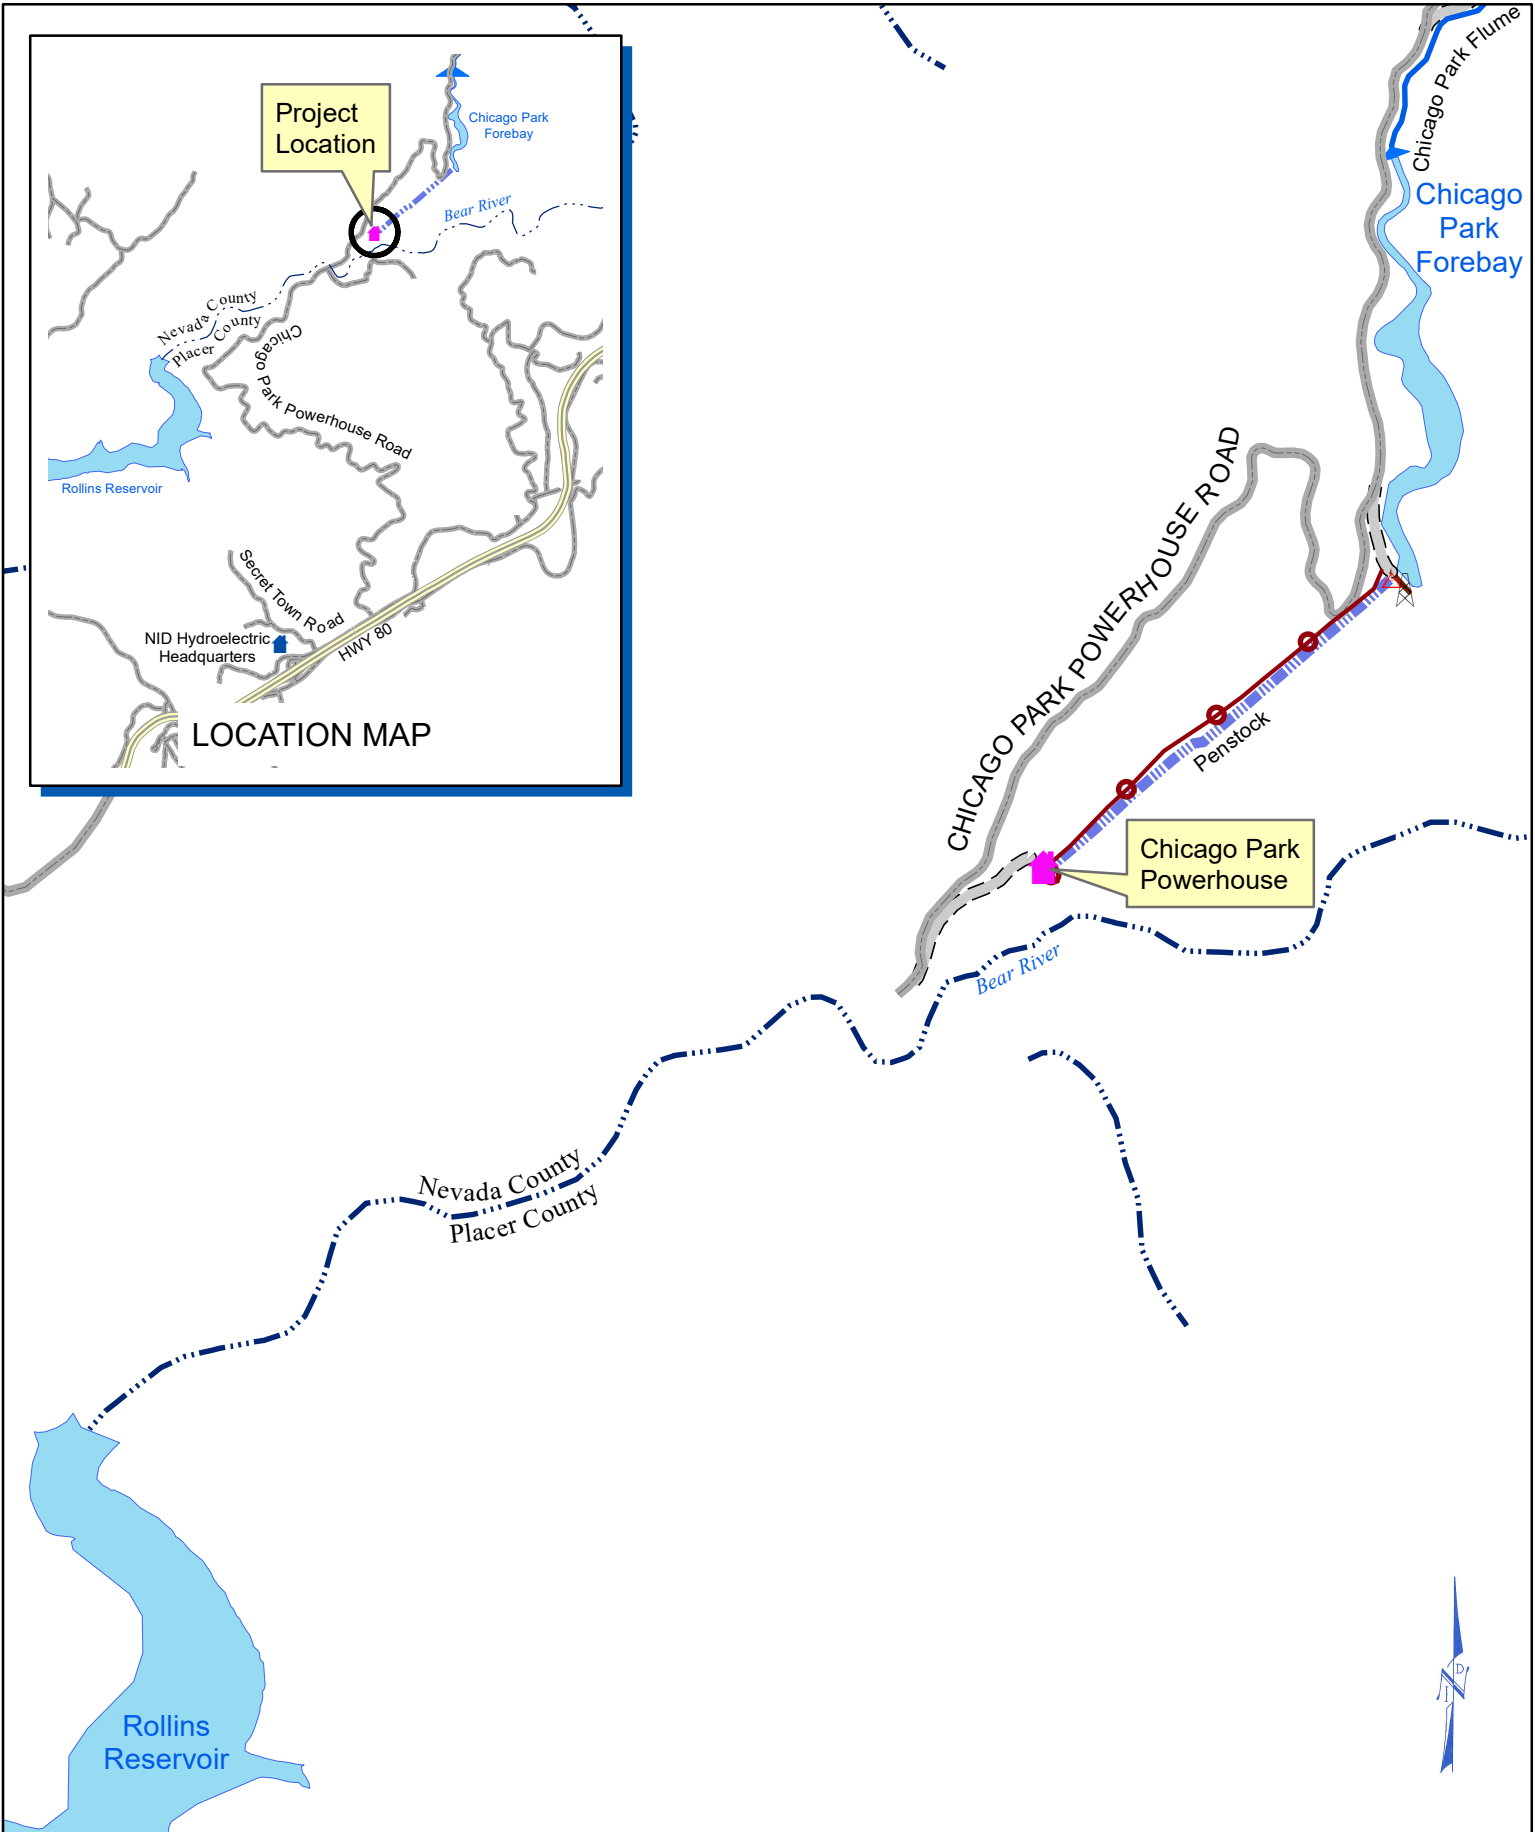 Project
Location
Chicago Park
Forebay
Bear River
Nevada County
Placer County
Chicago Park Powerhouse Road
Rollins Reservoir
Secret Town Road
NID Hydroelectric
Headquarters
HWY 80
LOCATION MAP
Chicago Park Flume
Chicago
Park
Forebay
CHICAGO PARK POWERHOUSE ROAD
Penstock
Chicago Park
Powerhouse
Bear River
Nevada County
Placer County
Rollins
Reservoir
N
I
D